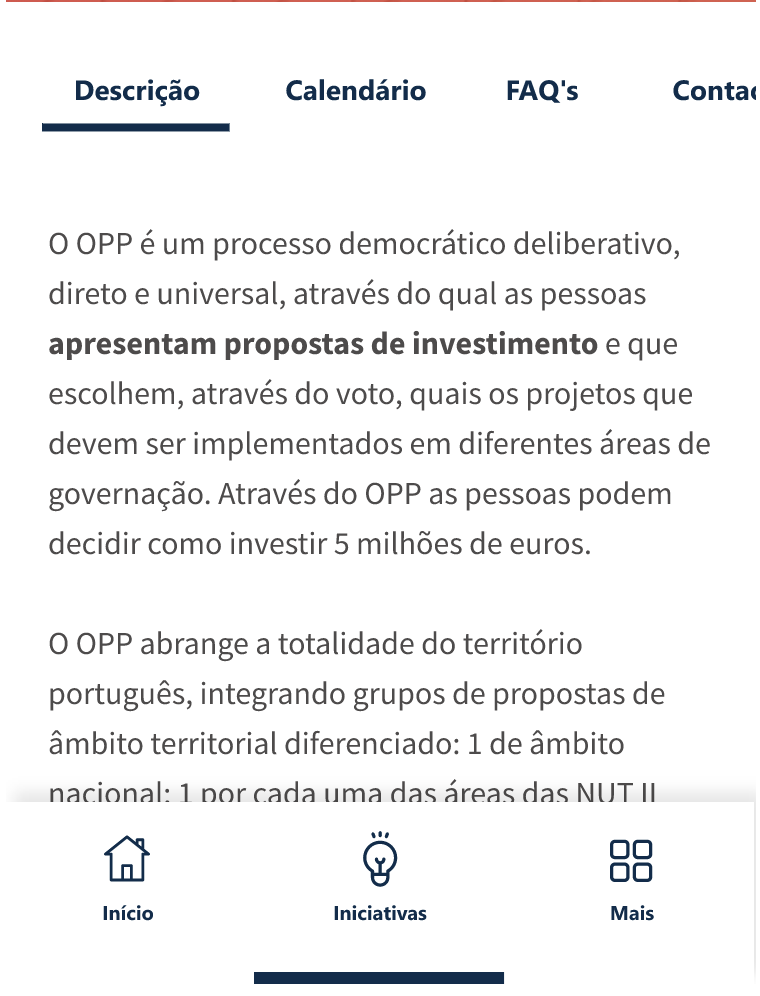 Descrição Calendário FAQ's Contac
O OPP é um processo democrático deliberativo,
direto e universal, através do qual as pessoas
apresentam propostas de investimento e que
escolhem, através do voto, quais os projetos que
devem ser implementados em diferentes áreas de
governação. Através do OPP as pessoas podem
decidir como investir 5 milhões de euros.
O OPP abrange a totalidade do território
português, integrando grupos de propostas de
âmbito territorial diferenciado: 1 de âmbito
nacional; 1 por cada uma das áreas das NUT II
Início Iniciativas Mais